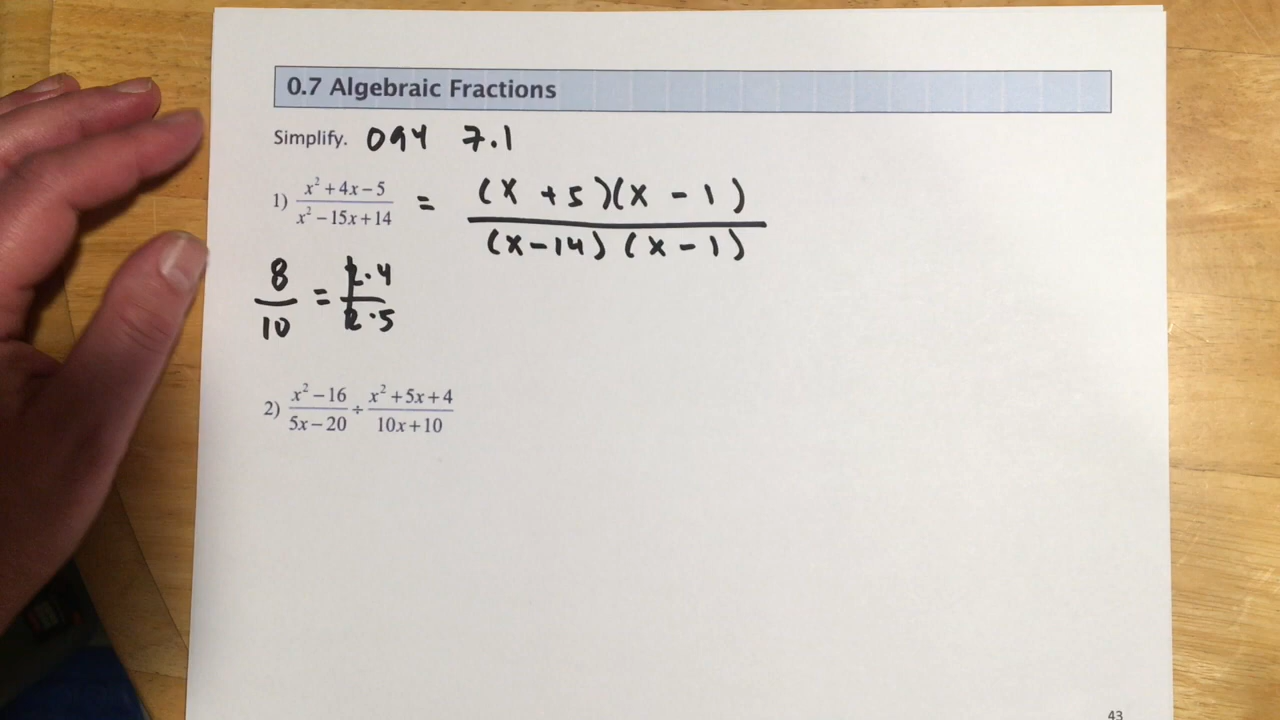 0.7 Algebraic Fractions
Simplify. 094 7.1
1) x² + 4x – 5 / x² – 15x + 14 = (x + 5)(x - 1) / (x - 14)(x - 1)
8 / 10 = 2 · 4 / 2 · 5
2) x² – 16 / 5x – 20 ÷ x² + 5x + 4 / 10x + 10
43